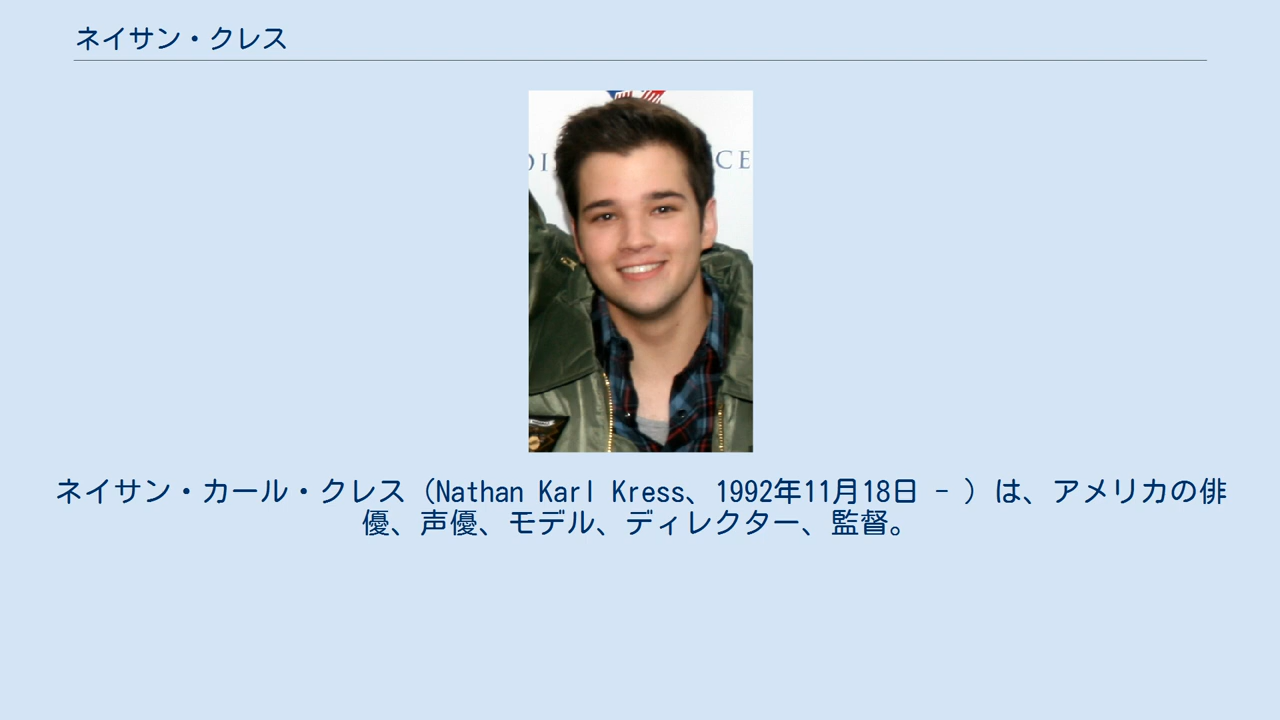 ネイサン・クレス
DI
CE
ネイサン・カール・クレス（Nathan Karl Kress、1992年11月18日 - ）は、アメリカの俳
優、声優、モデル、ディレクター、監督。